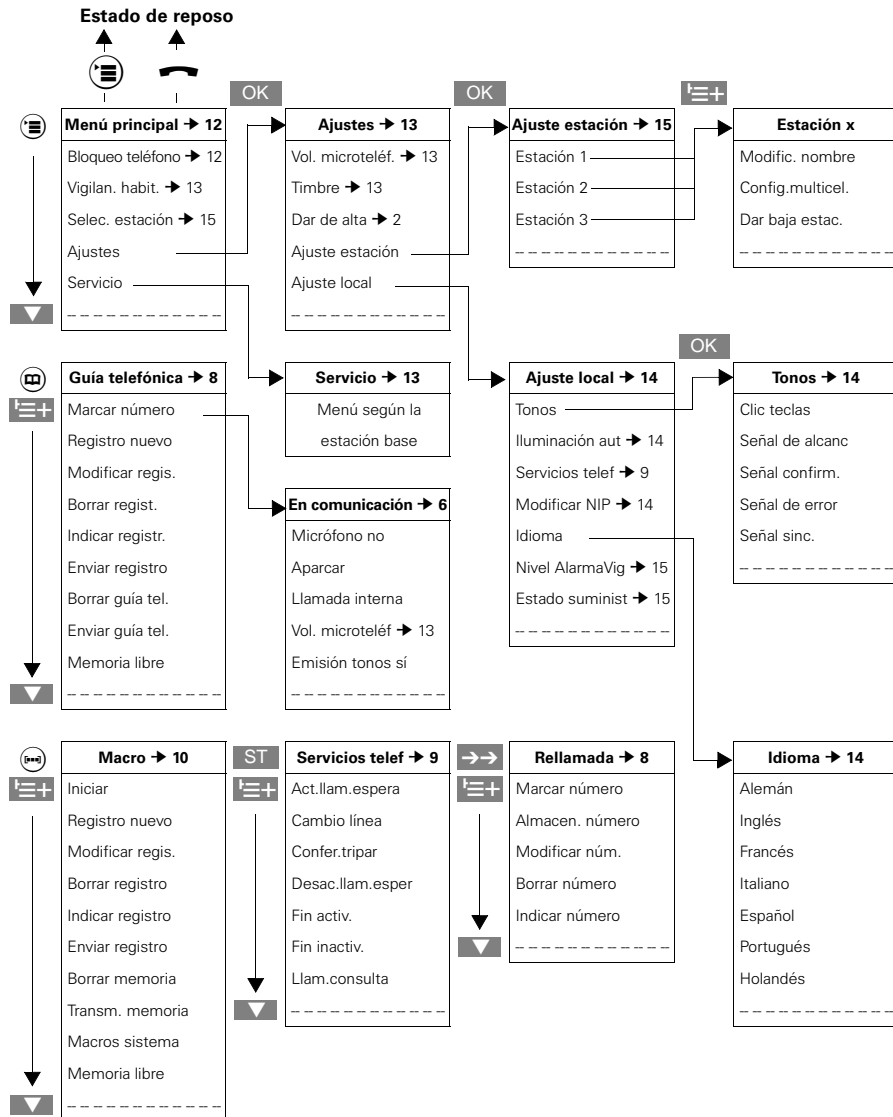 Estado de reposo
OK
OK
Menú principal → 12
Bloqueo teléfono → 12
Vigilan. habit. → 13
Selec. estación → 15
Ajustes
Servicio
Ajustes → 13
Vol. microteléf. → 13
Timbre → 13
Dar de alta → 2
Ajuste estación
Ajuste local
Ajuste estación → 15
Estación 1
Estación 2
Estación 3
Estación x
Modific. nombre
Config.multicel.
Dar baja estac.
Guía telefónica → 8
Marcar número
Registro nuevo
Modificar regis.
Borrar regist.
Indicar registr.
Enviar registro
Borrar guía tel.
Enviar guía tel.
Memoria libre
Servicio → 13
Menú según la
estación base
En comunicación → 6
Micrófono no
Aparcar
Llamada interna
Vol. microteléf → 13
Emisión tonos sí
Ajuste local → 14
Tonos
Iluminación aut → 14
Servicios telef → 9
Modificar NIP → 14
Idioma
Nivel AlarmaVig → 15
Estado suminist → 15
OK
Tonos → 14
Clic teclas
Señal de alcanc
Señal confirm.
Señal de error
Señal sinc.
Macro → 10
Iniciar
Registro nuevo
Modificar regis.
Borrar registro
Indicar registro
Enviar registro
Borrar memoria
Transm. memoria
Macros sistema
Memoria libre
ST
Servicios telef → 9
Act.llam.espera
Cambio línea
Confer.tripar
Desac.llam.esper
Fin activ.
Fin inactiv.
Llam.consulta
Rellamada → 8
Marcar número
Almacen. número
Modificar núm.
Borrar número
Indicar número
Idioma → 14
Alemán
Inglés
Francés
Italiano
Español
Portugués
Holandés